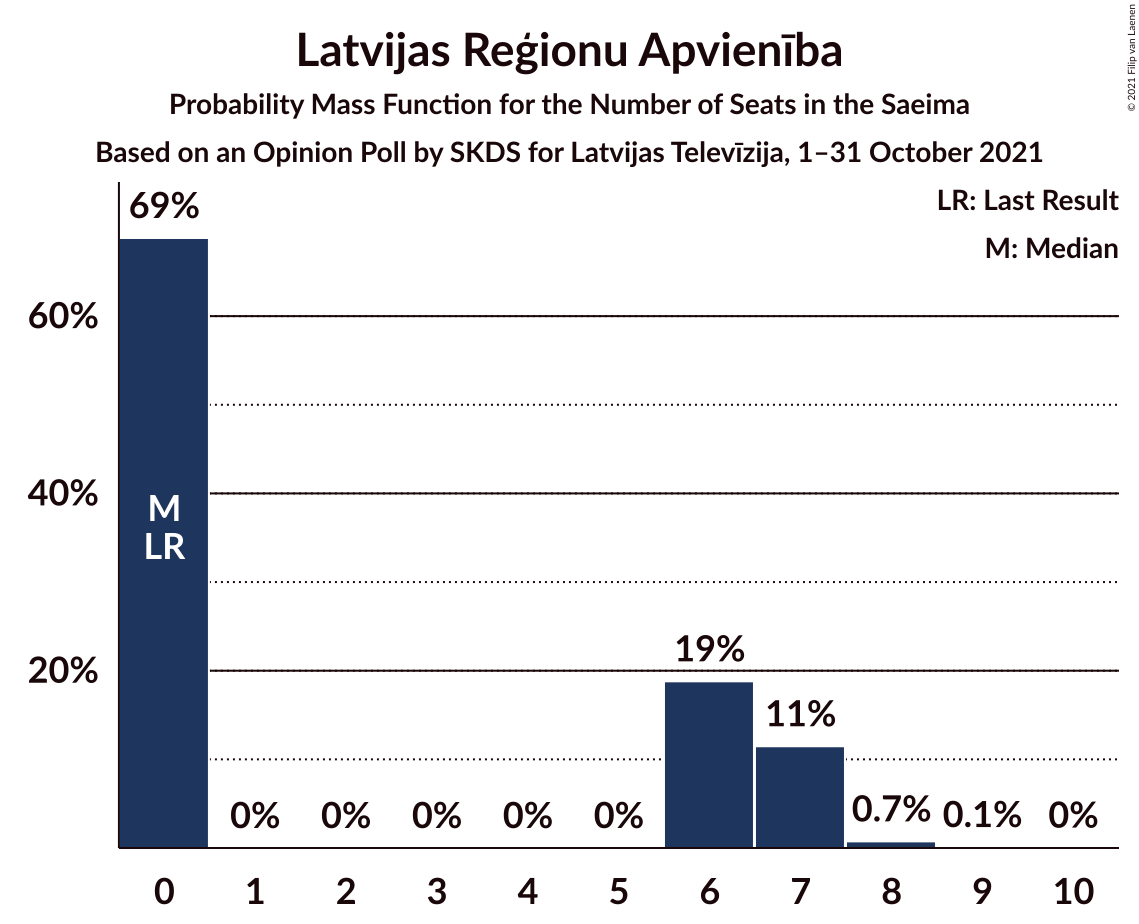 Latvijas Reģionu Apvienība
Probability Mass Function for the Number of Seats in the Saeima
Based on an Opinion Poll by SKDS for Latvijas Televīzija, 1–31 October 2021
© 2021 Filip van Laenen
LR: Last Result
M: Median
69%
60%
40%
20%
M
LR
0%
0%
0%
0%
0%
19%
11%
0.7%
0.1%
0%
0 1 2 3 4 5 6 7 8 9 10